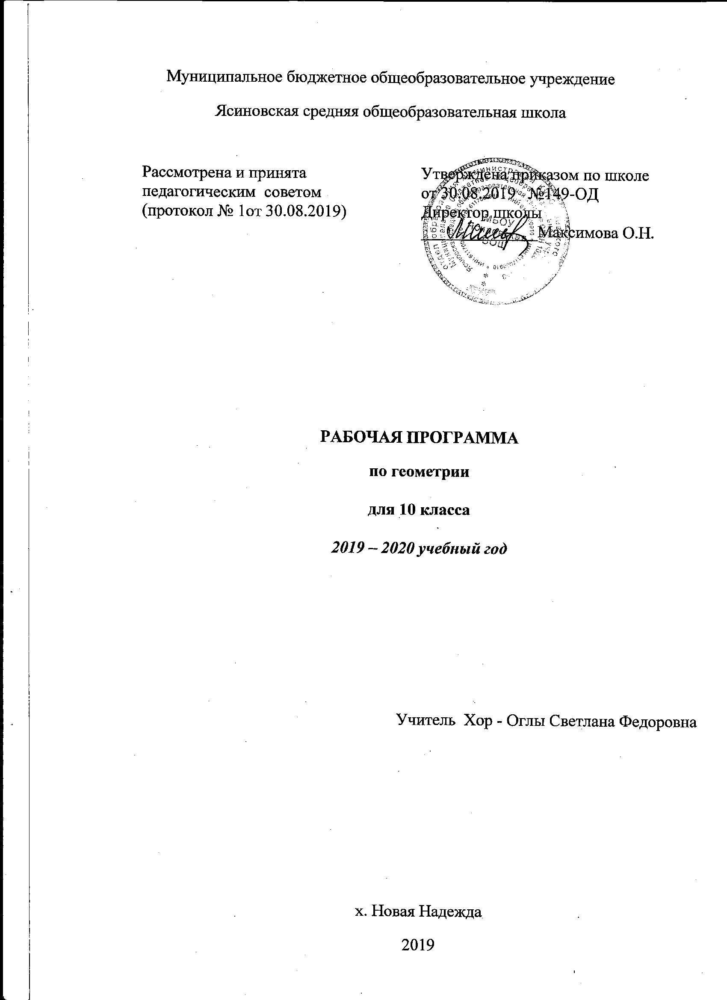 Муниципальное бюджетное общеобразовательное учреждение
Ясиновская средняя общеобразовательная школа
Рассмотрена и принята
педагогическим советом
(протокол № 1от 30.08.2019)
Утверждена приказом по школе
от 30.08.2019 №149-ОД
Директор школы
Максимова О.Н.
МБОУ
РАБОЧАЯ ПРОГРАММА
по геометрии
для 10 класса
2019 – 2020 учебный год
Учитель Хор - Оглы Светлана Федоровна
х. Новая Надежда
2019